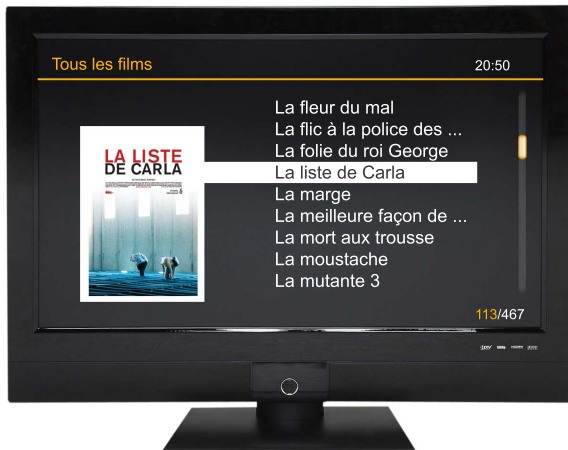 Tous les films
20:50
La fleur du mal
La flic à la police des ...
La folie du roi George
La liste de Carla
La marge
La meilleure façon de ...
La mort aux trousse
La moustache
La mutante 3
LA LISTE
DE CARLA
113/467